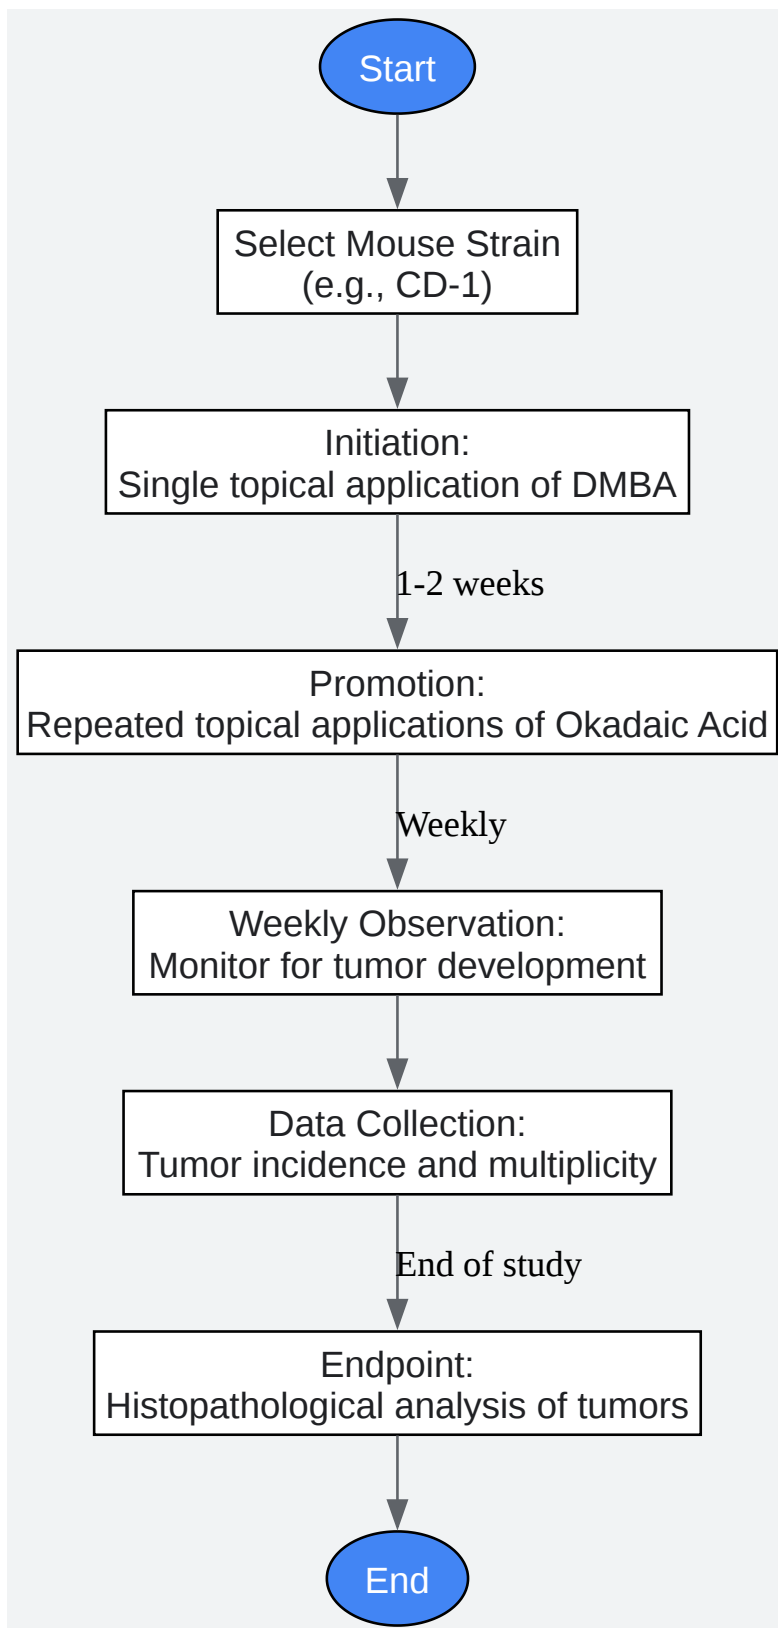 Start
Select Mouse Strain
(e.g., CD-1)
Initiation:
Single topical application of DMBA
1-2 weeks
Promotion:
Repeated topical applications of Okadaic Acid
Weekly
Weekly Observation:
Monitor for tumor development
Data Collection:
Tumor incidence and multiplicity
End of study
Endpoint:
Histopathological analysis of tumors
End